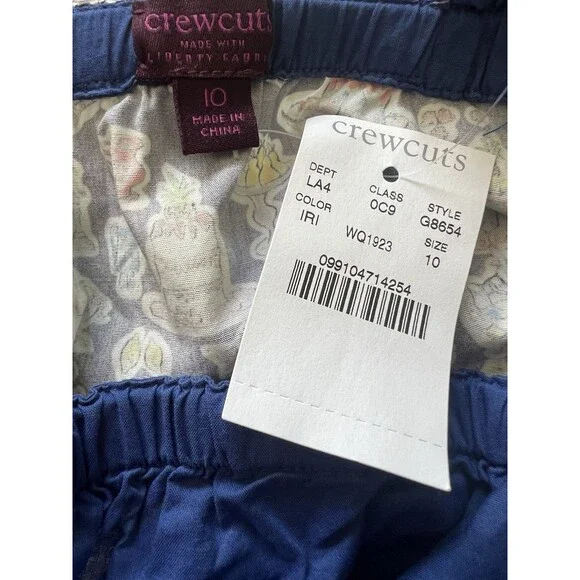 crewcuts
MADE WITH
LIBERTY FABRI
10
MADE IN
CHINA
crewcuts
DEPT CLASS STYLE
LA4 0C9 G8654
COLOR SIZE
IRI WQ1923 10
099104714254